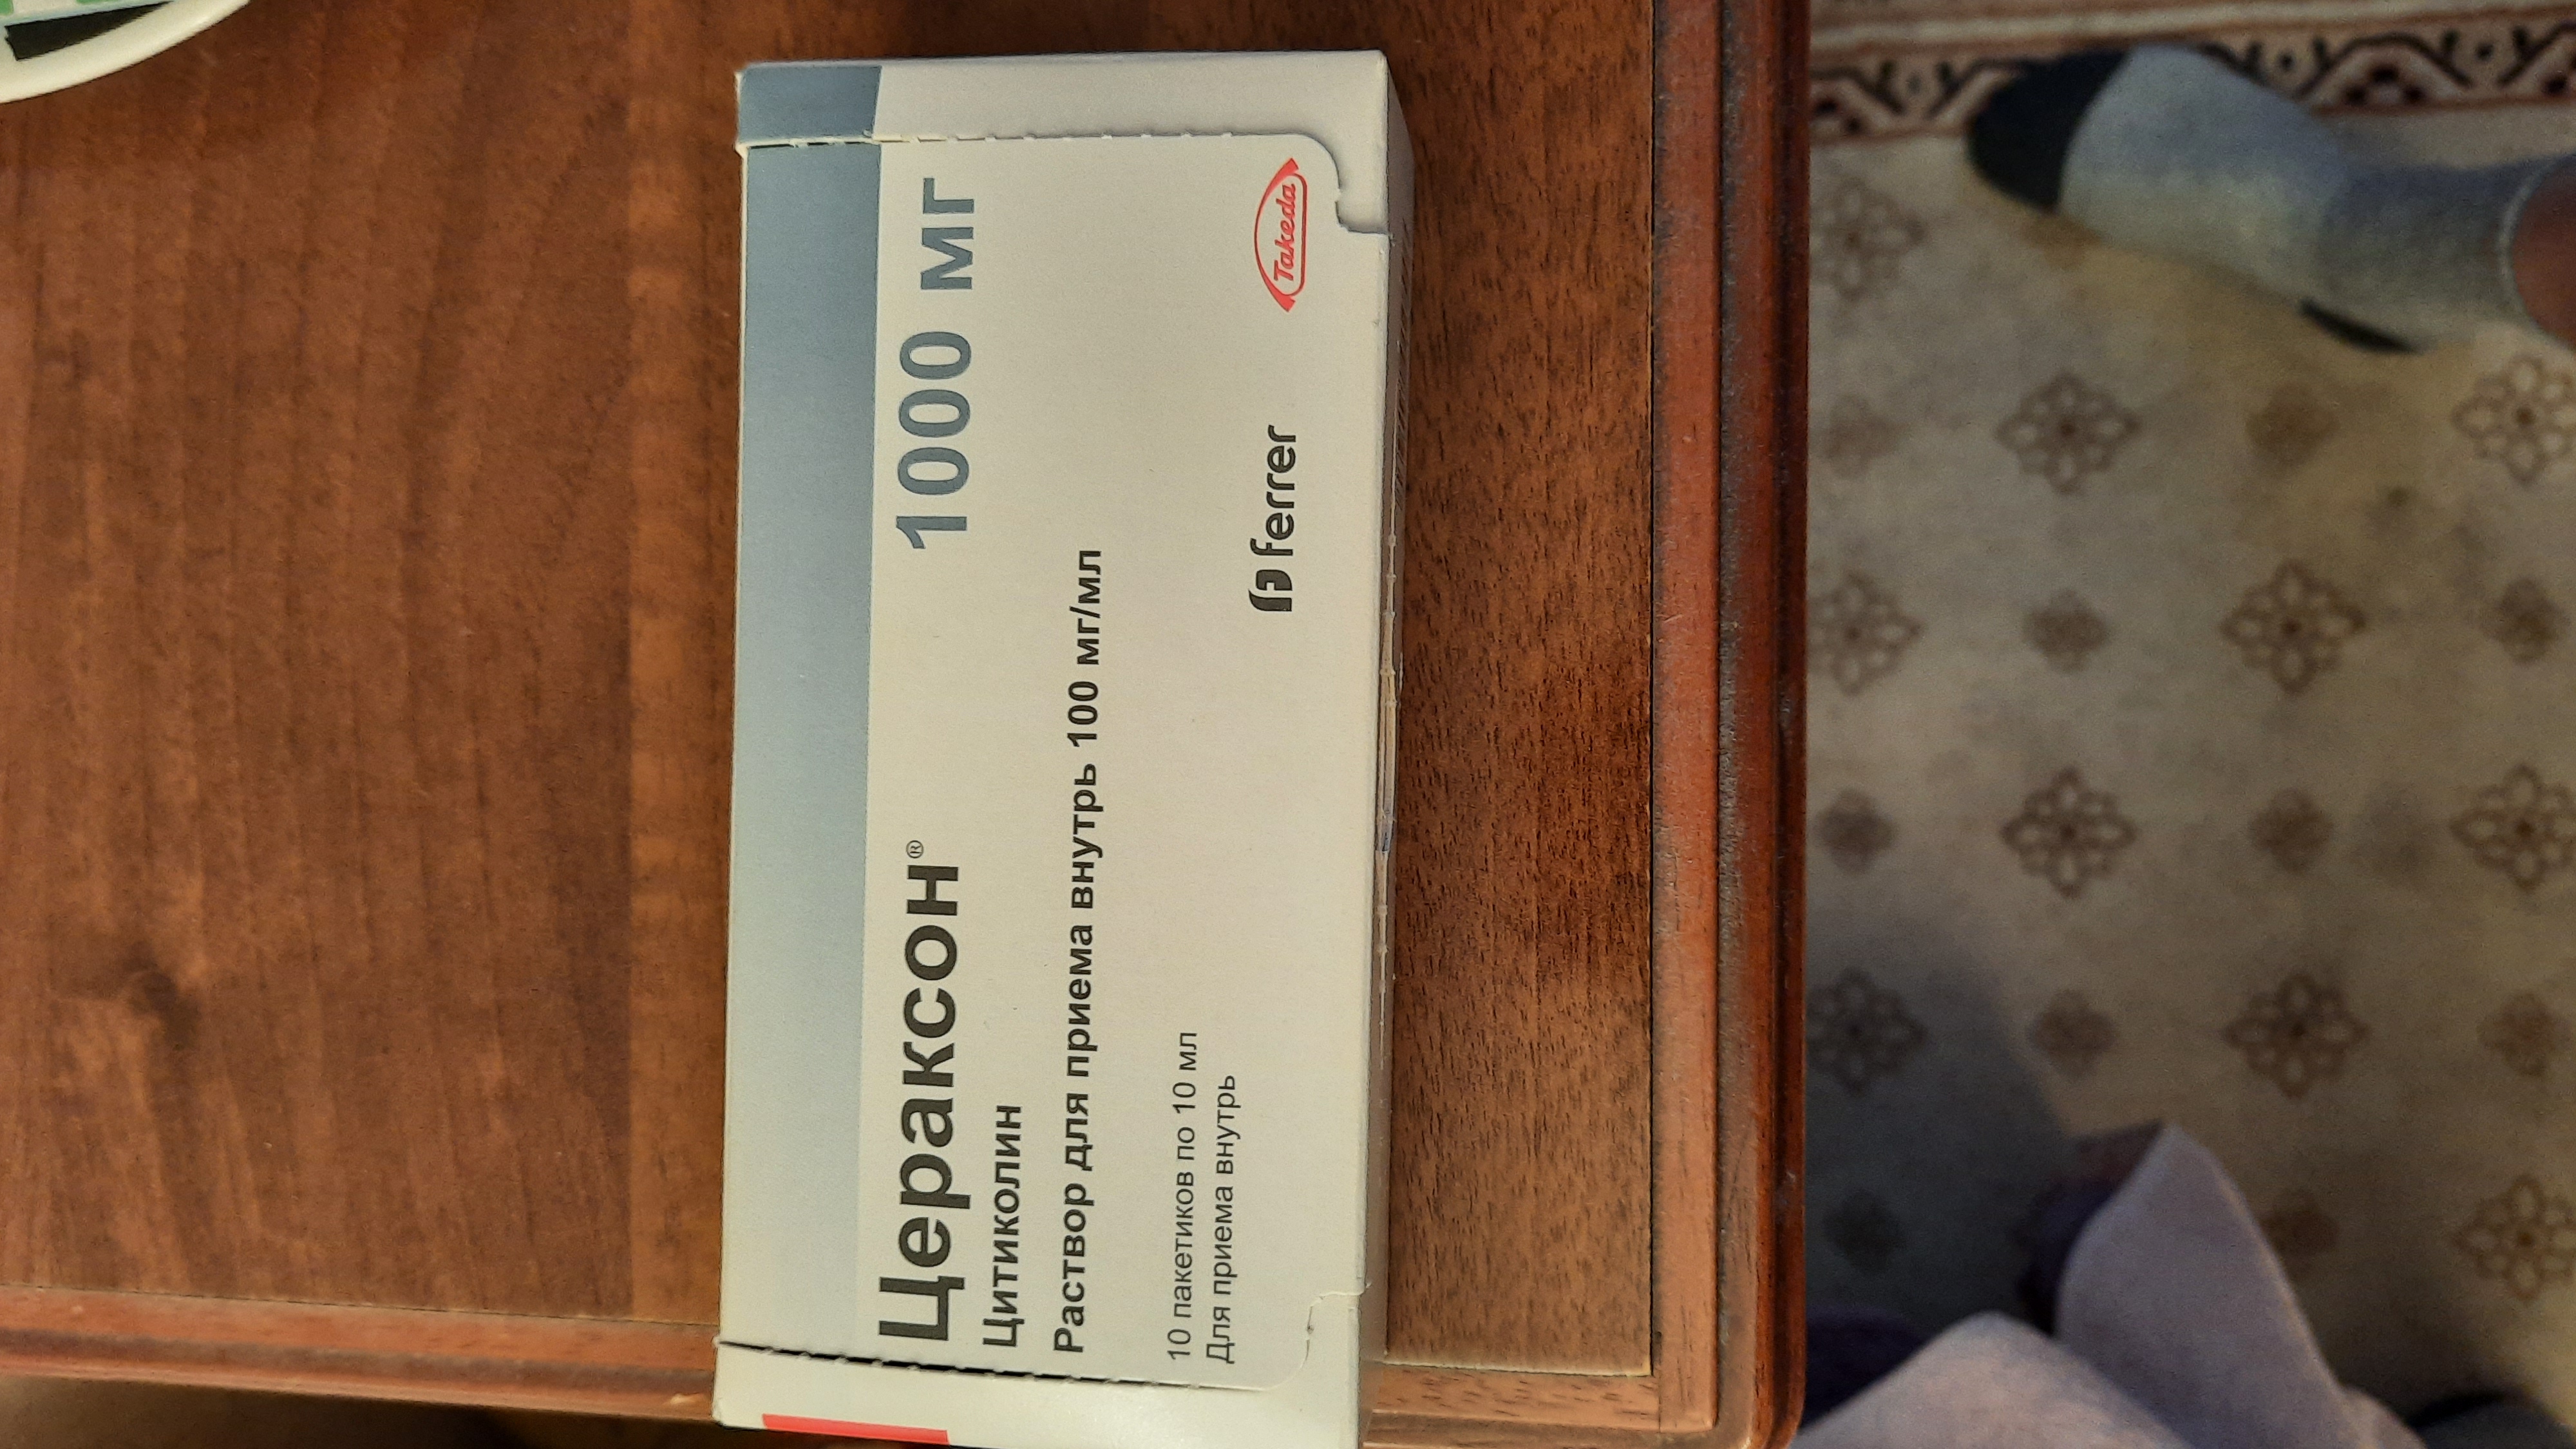 Цераксон® 1000 мг
Цитиколин
Раствор для приема внутрь 100 мг/мл
10 пакетиков по 10 мл
Для приема внутрь
ferrer
Takeda